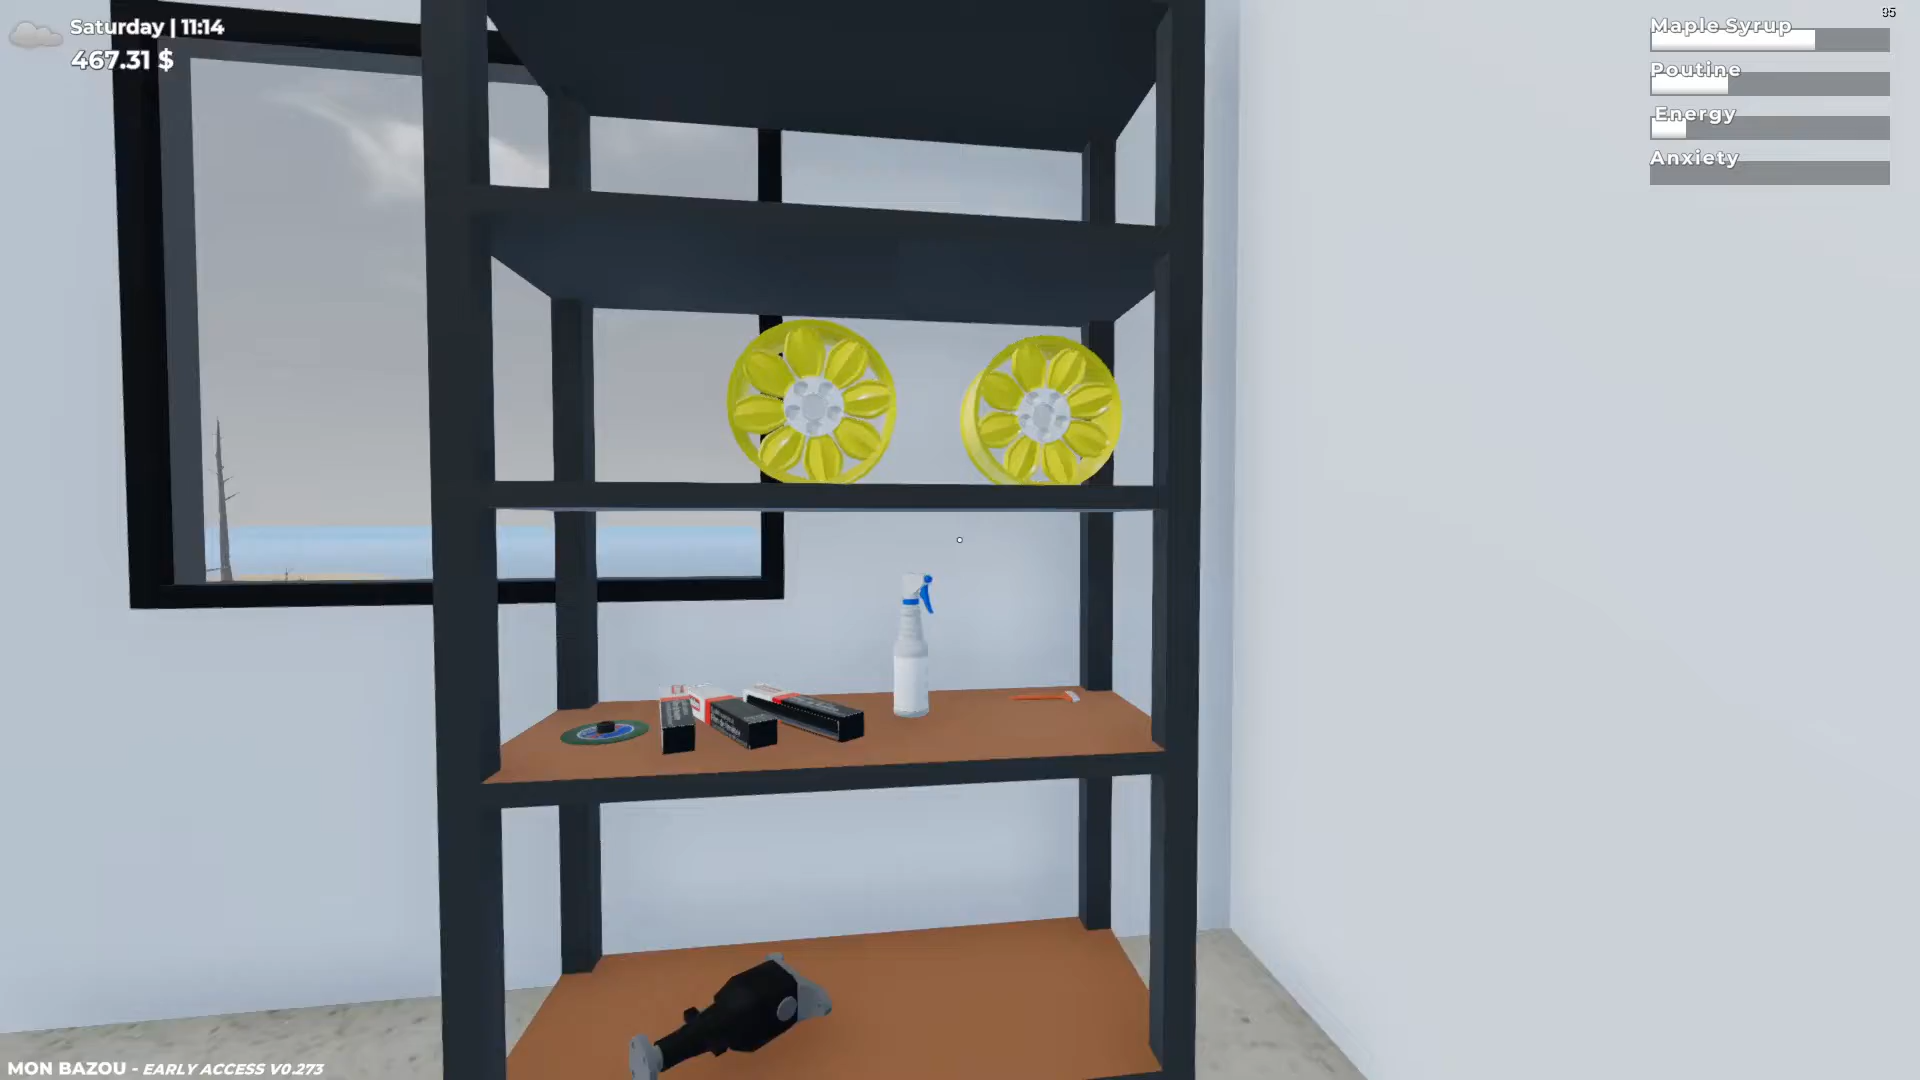 Saturday | 11:14
467.31 $
95
Maple Syrup
Poutine
Energy
Anxiety
MON BAZOU - EARLY ACCESS V0.273